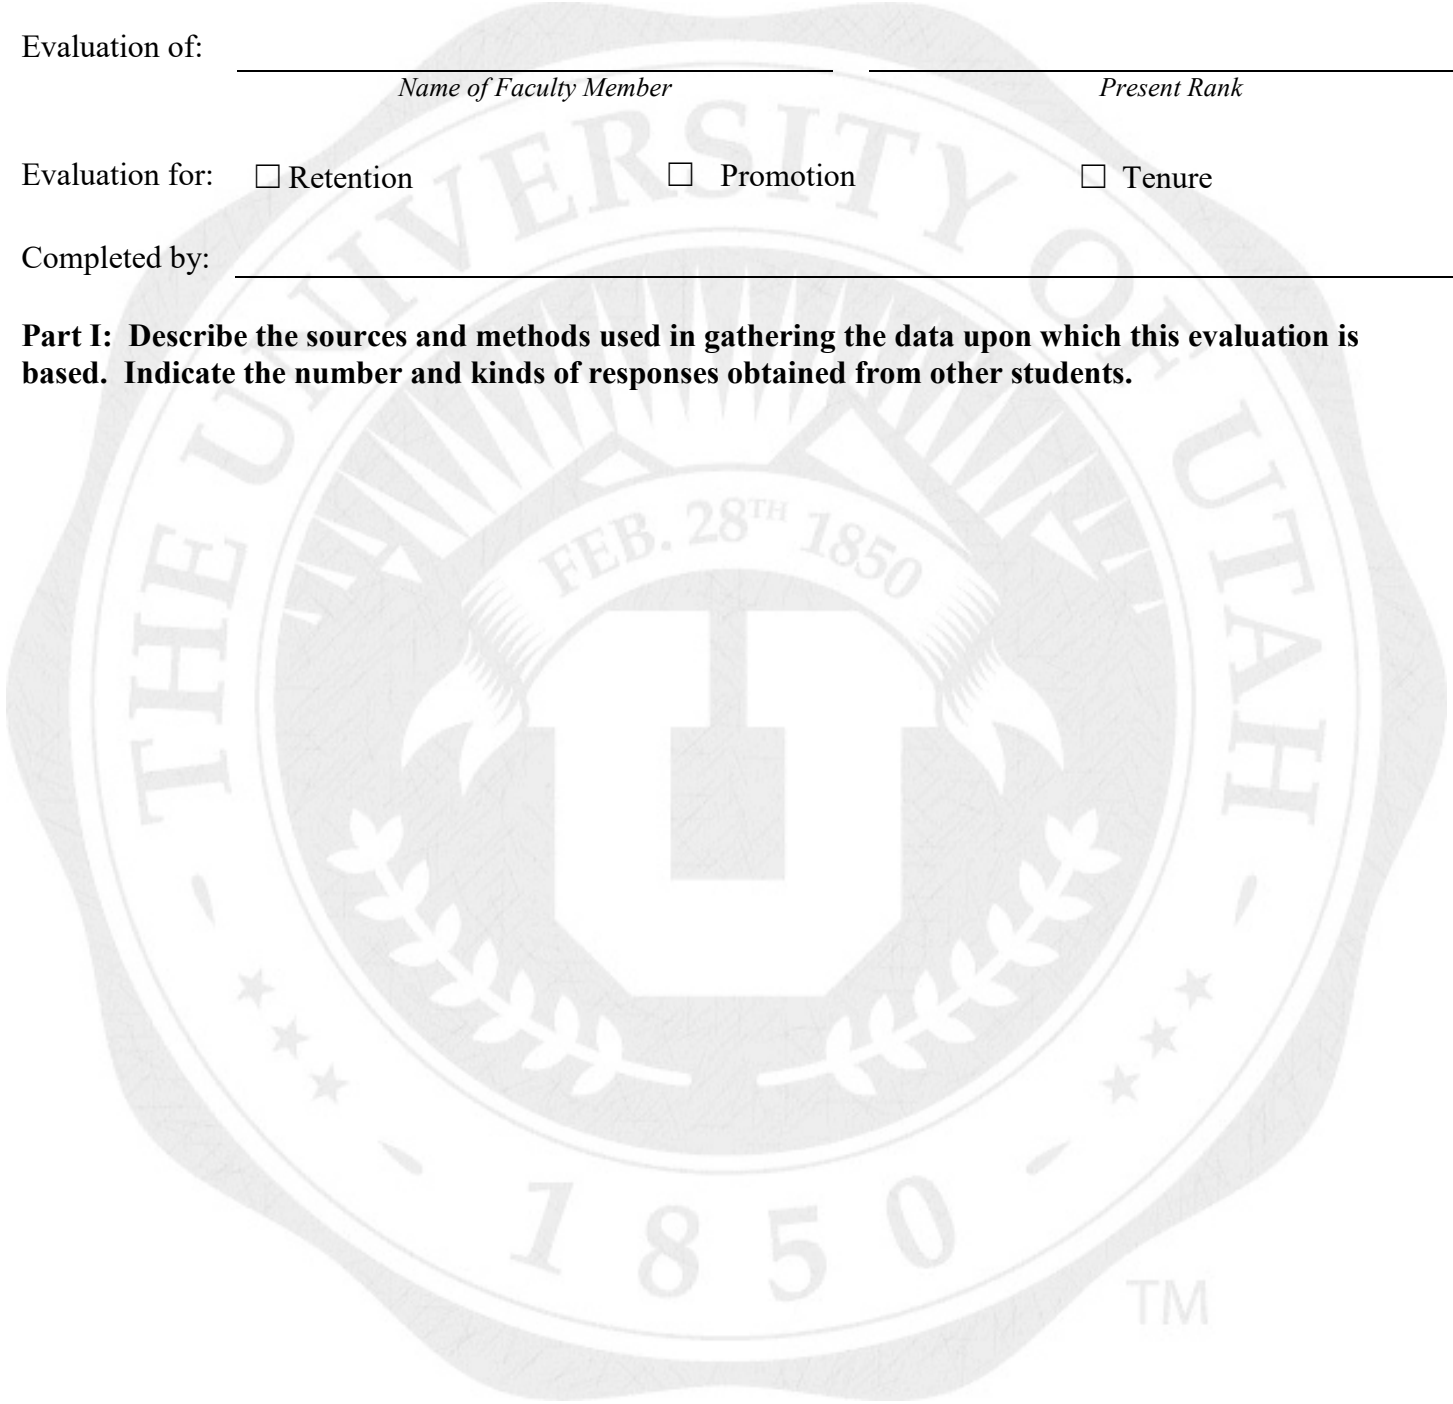 Evaluation of:
Name of Faculty Member Present Rank
Evaluation for: ☐ Retention ☐ Promotion ☐ Tenure
Completed by:
Part I: Describe the sources and methods used in gathering the data upon which this evaluation is
based. Indicate the number and kinds of responses obtained from other students.
THE UNIVERSITY OF UTAH
FEB. 28TH 1850
U
1850
TM